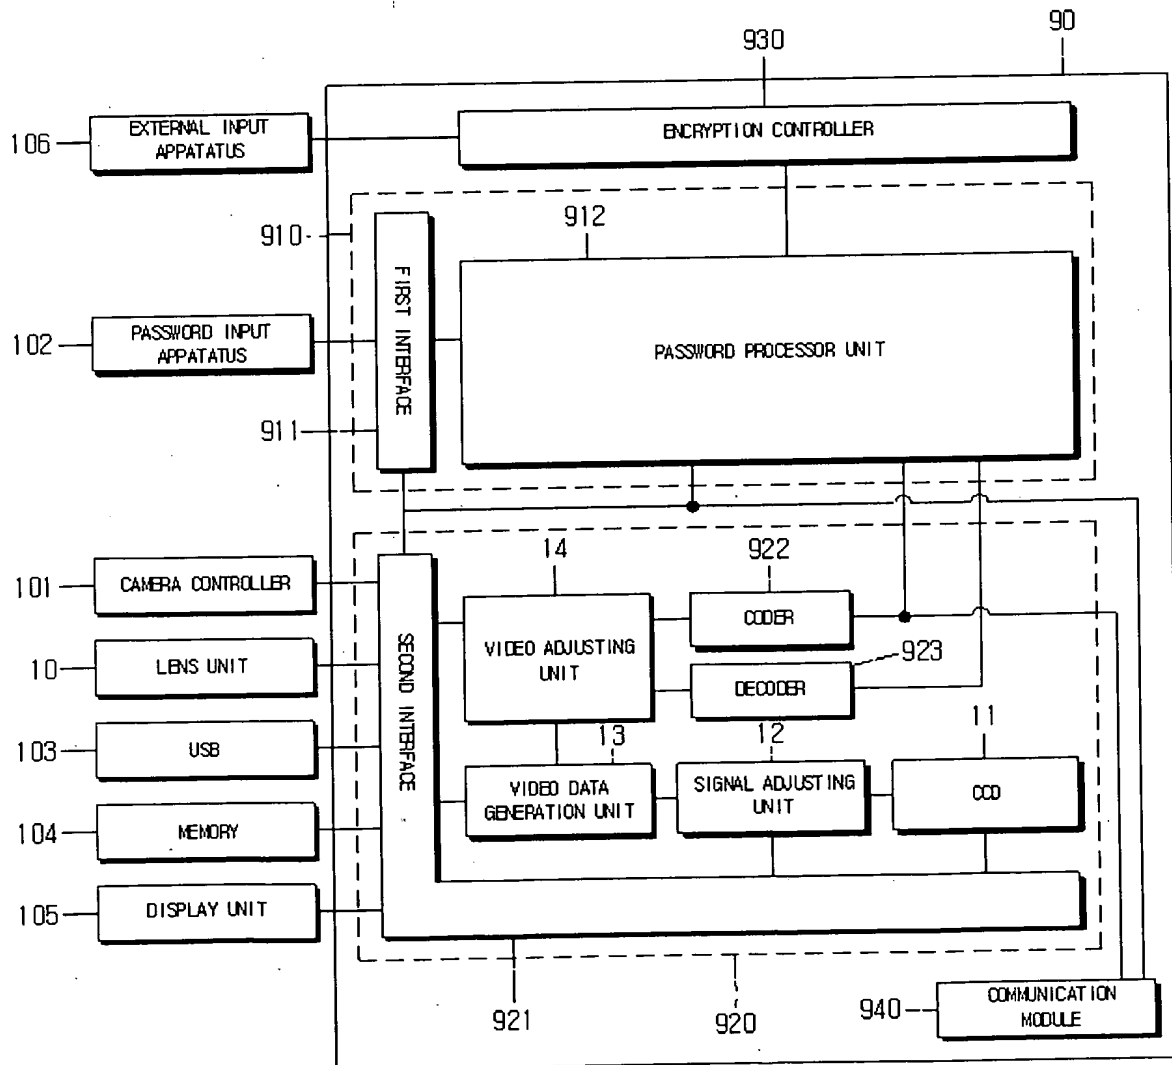 90
930
EXTERNAL INPUT
APPATATUS
106
ENCRYPTION CONTROLLER
910
912
FIRST INTERFACE
PASSWORD INPUT
APPATATUS
102
PASSWORD PROCESSOR UNIT
911
14
922
101
CAMERA CONTROLLER
SECOND INTERFACE
VIDEO ADJUSTING
UNIT
CODER
923
10
LENS UNIT
DECODER
13
12
11
103
USB
VIDEO DATA
GENERATION UNIT
SIGNAL ADJUSTING
UNIT
CCD
104
MEMORY
105
DISPLAY UNIT
921
920
940
COMMUNICATION
MODULE